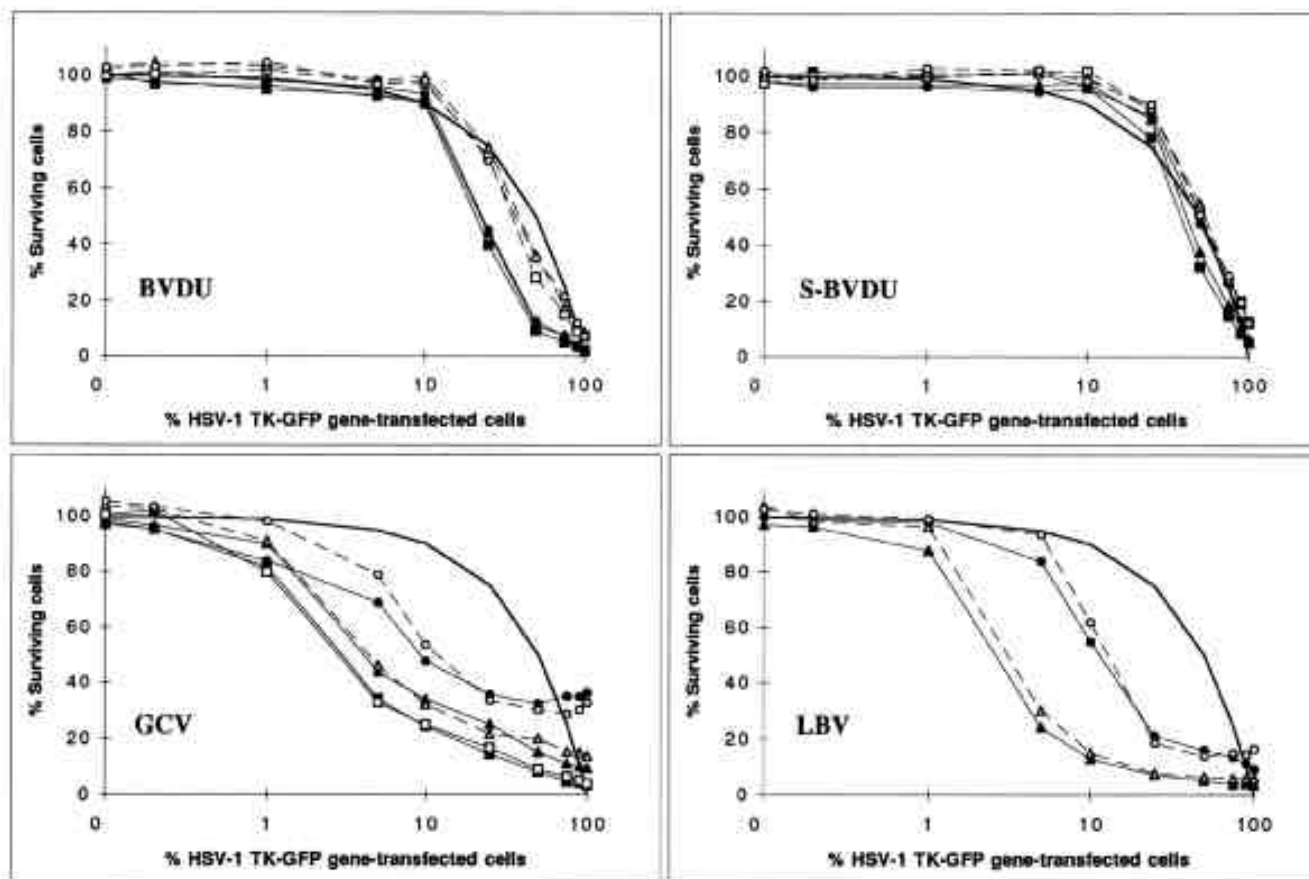 100
80
60
40
20
0
% Surviving cells
BVDU
0 1 10 100
% HSV-1 TK-GFP gene-transfected cells
100
80
60
40
20
0
% Surviving cells
S-BVDU
0 1 10 100
% HSV-1 TK-GFP gene-transfected cells
100
80
60
40
20
0
% Surviving cells
GCV
0 1 10 100
% HSV-1 TK-GFP gene-transfected cells
100
80
60
40
20
0
% Surviving cells
LBV
0 1 10 100
% HSV-1 TK-GFP gene-transfected cells